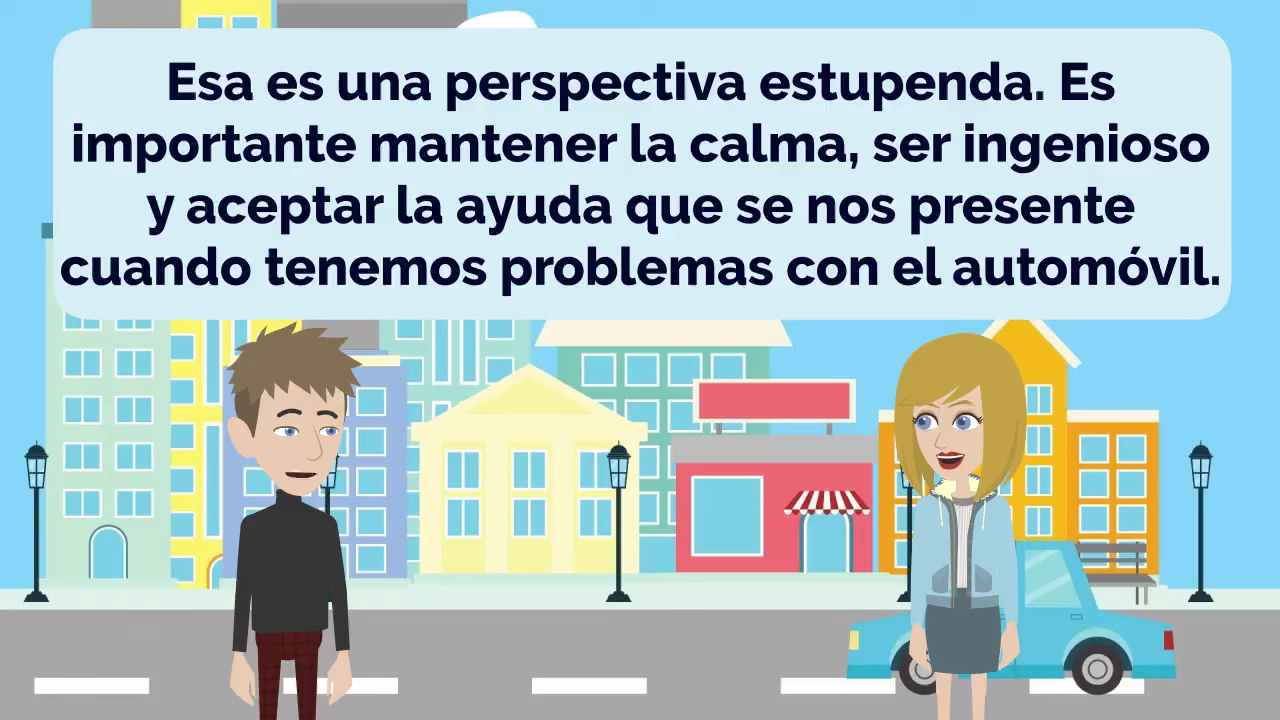 Esa es una perspectiva estupenda. Es
importante mantener la calma, ser ingenioso
y aceptar la ayuda que se nos presente
cuando tenemos problemas con el automóvil.